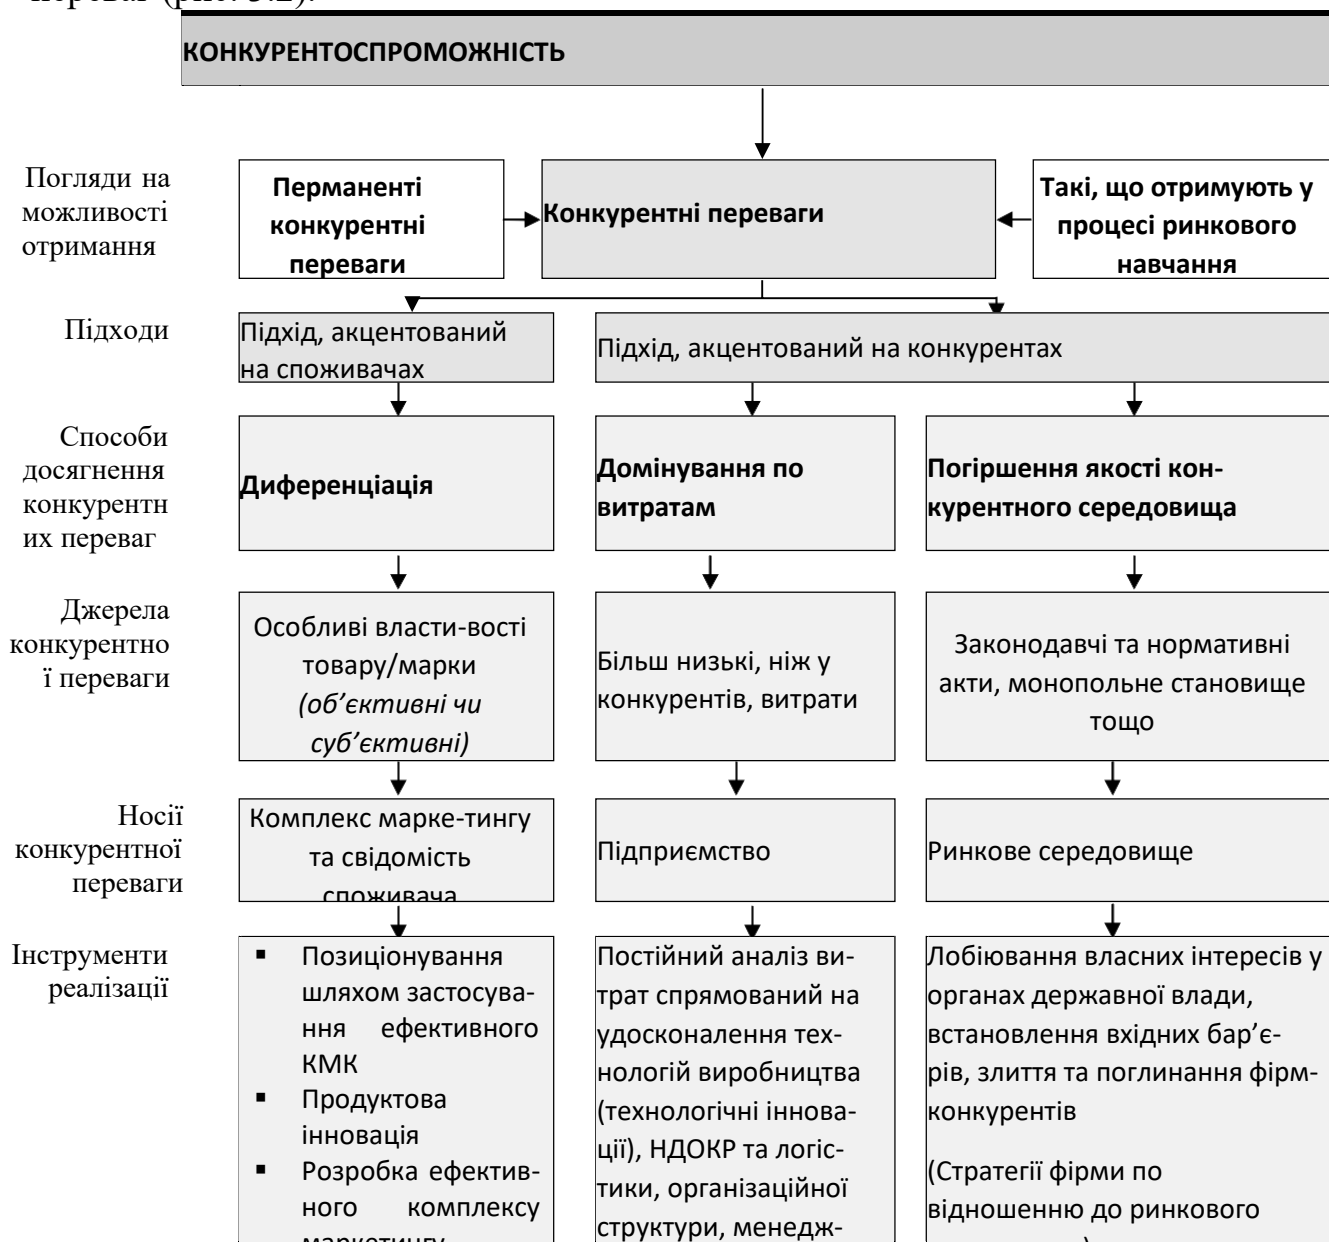 переваг (рис. 3.2).
КОНКУРЕНТОСПРОМОЖНІСТЬ
Погляди на
можливості
отримання
Перманенті
конкурентні
переваги
Конкурентні переваги
Такі, що отримують у
процесі ринкового
навчання
Підходи
Підхід, акцентований
на споживачах
Підхід, акцентований на конкурентах
Способи
досягнення
конкурентн
их переваг
Диференціація
Домінування по
витратам
Погіршення якості кон-
курентного середовища
Джерела
конкурентно
ї переваги
Особливі власти-вості
товару/марки
(об’єктивні чи
суб’єктивні)
Більш низькі, ніж у
конкурентів, витрати
Законодавчі та нормативні
акти, монопольне становище
тощо
Носії
конкурентної
переваги
Комплекс марке-тингу
та свідомість
споживача
Підприємство
Ринкове середовище
Інструменти
реалізації
▪ Позиціонування
шляхом застосува-
ння ефективного
КМК
▪ Продуктова
інновація
▪ Розробка ефектив-
ного комплексу
маркетингу
Постійний аналіз ви-
трат спрямований на
удосконалення тех-
нологій виробництва
(технологічні іннова-
ції), НДОКР та логіс-
тики, організаційної
структури, менедж-
Лобіювання власних інтересів у
органах державної влади,
встановлення вхідних бар’є-
рів, злиття та поглинання фірм-
конкурентів
(Стратегії фірми по
відношенню до ринкового